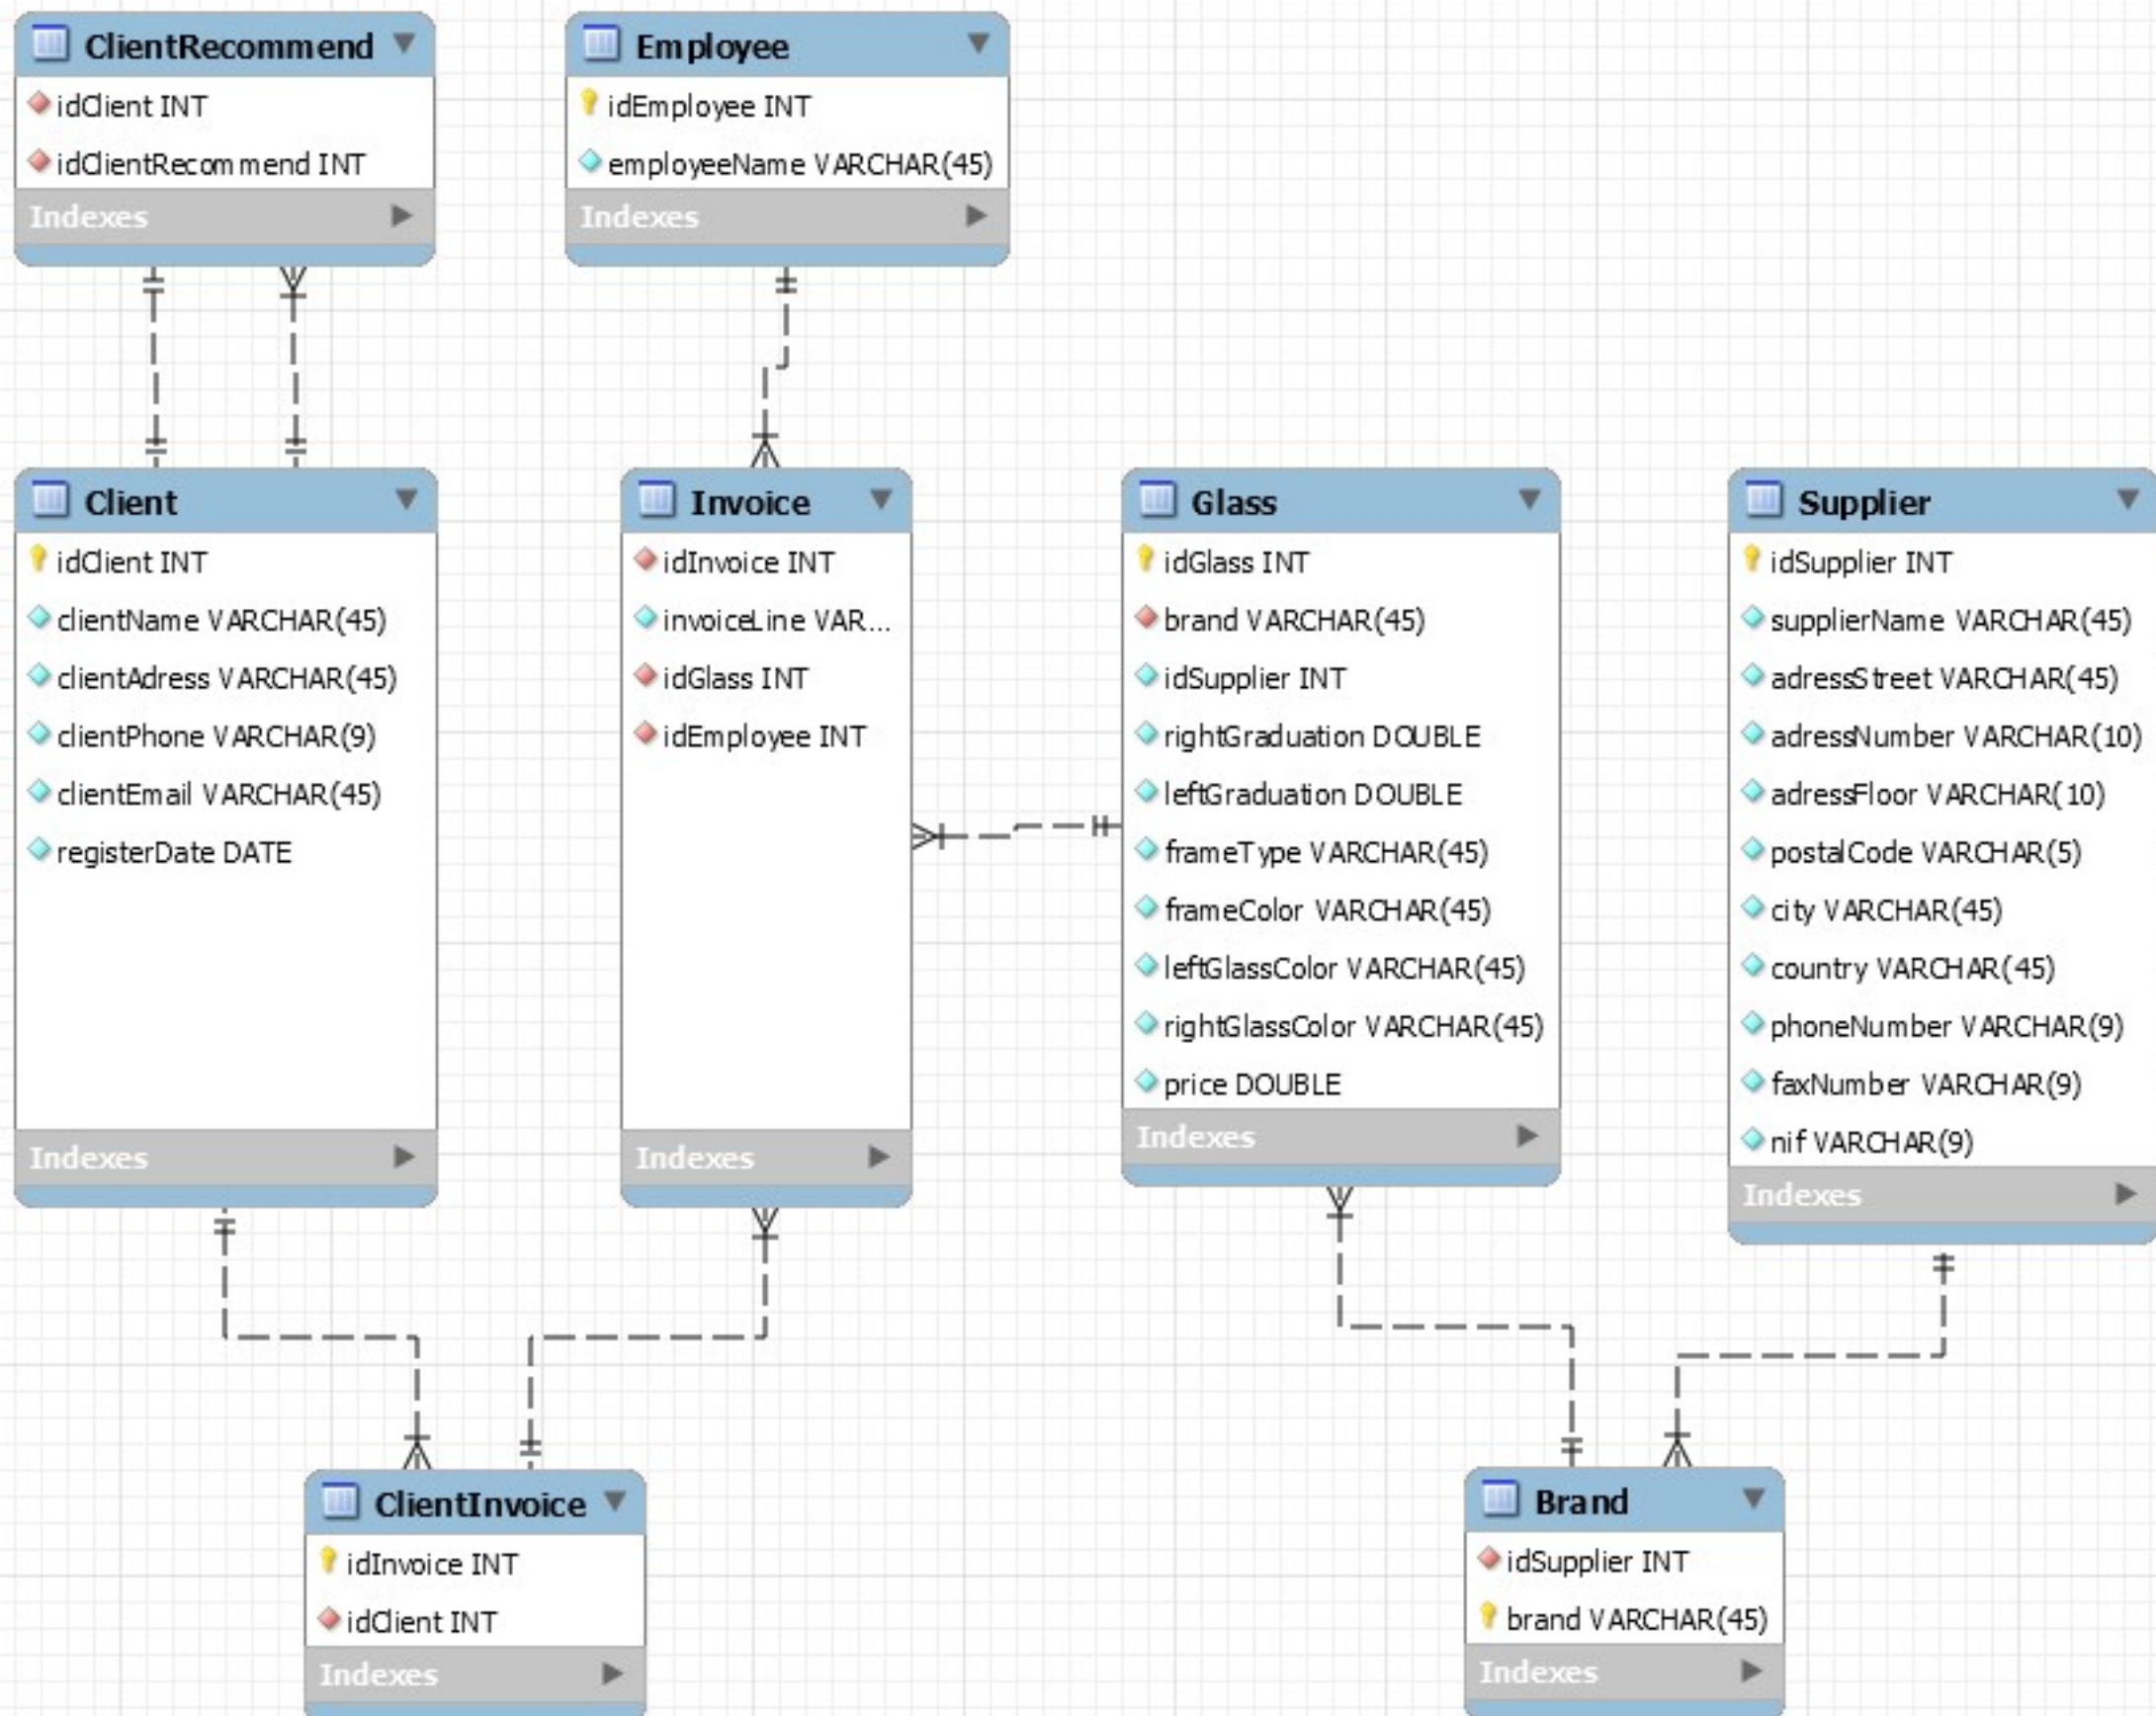 ClientRecommend
idClient INT
idClientRecommend INT
Indexes
Employee
idEmployee INT
employeeName VARCHAR(45)
Indexes
Client
idClient INT
clientName VARCHAR(45)
clientAdress VARCHAR(45)
clientPhone VARCHAR(9)
clientEmail VARCHAR(45)
registerDate DATE
Indexes
Invoice
idInvoice INT
invoiceLine VAR...
idGlass INT
idEmployee INT
Indexes
Glass
idGlass INT
brand VARCHAR(45)
idSupplier INT
rightGraduation DOUBLE
leftGraduation DOUBLE
frameType VARCHAR(45)
frameColor VARCHAR(45)
leftGlassColor VARCHAR(45)
rightGlassColor VARCHAR(45)
price DOUBLE
Indexes
Supplier
idSupplier INT
supplierName VARCHAR(45)
adressStreet VARCHAR(45)
adressNumber VARCHAR(10)
adressFloor VARCHAR(10)
postalCode VARCHAR(5)
city VARCHAR(45)
country VARCHAR(45)
phoneNumber VARCHAR(9)
faxNumber VARCHAR(9)
nif VARCHAR(9)
Indexes
ClientInvoice
idInvoice INT
idClient INT
Indexes
Brand
idSupplier INT
brand VARCHAR(45)
Indexes